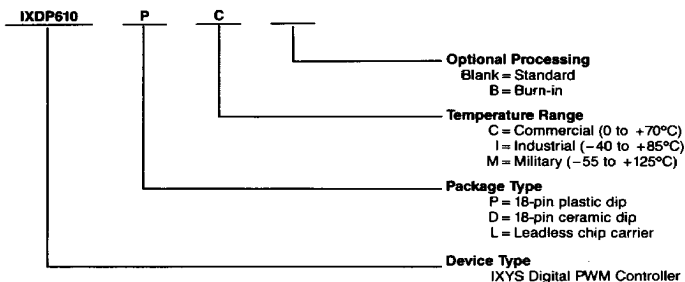 IXDP610 P C
Optional Processing
Blank = Standard
B = Burn-in
Temperature Range
C = Commercial (0 to +70°C)
I = Industrial (−40 to +85°C)
M = Military (−55 to +125°C)
Package Type
P = 18-pin plastic dip
D = 18-pin ceramic dip
L = Leadless chip carrier
Device Type
IXYS Digital PWM Controller